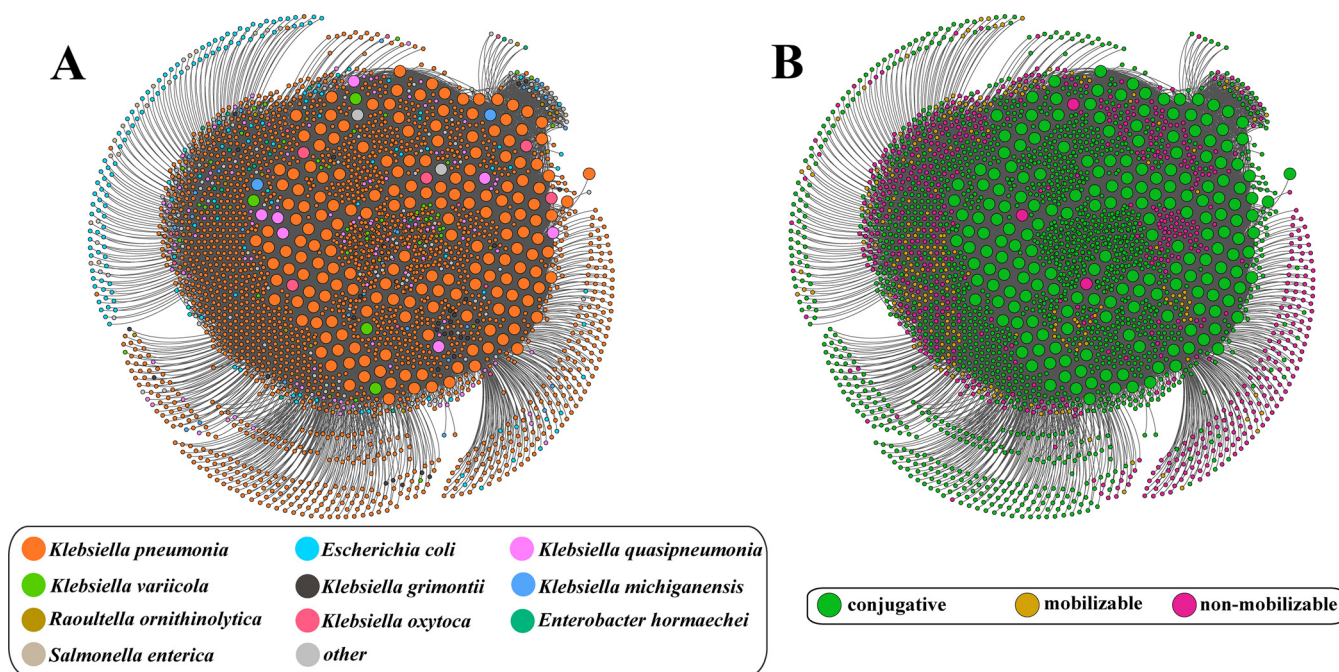 A
B
Klebsiella pneumonia
Escherichia coli
Klebsiella quasipneumonia
Klebsiella variicola
Klebsiella grimontii
Klebsiella michiganensis
Raoultella ornithinolytica
Klebsiella oxytoca
Enterobacter hormaechei
Salmonella enterica
other
conjugative
mobilizable
non-mobilizable